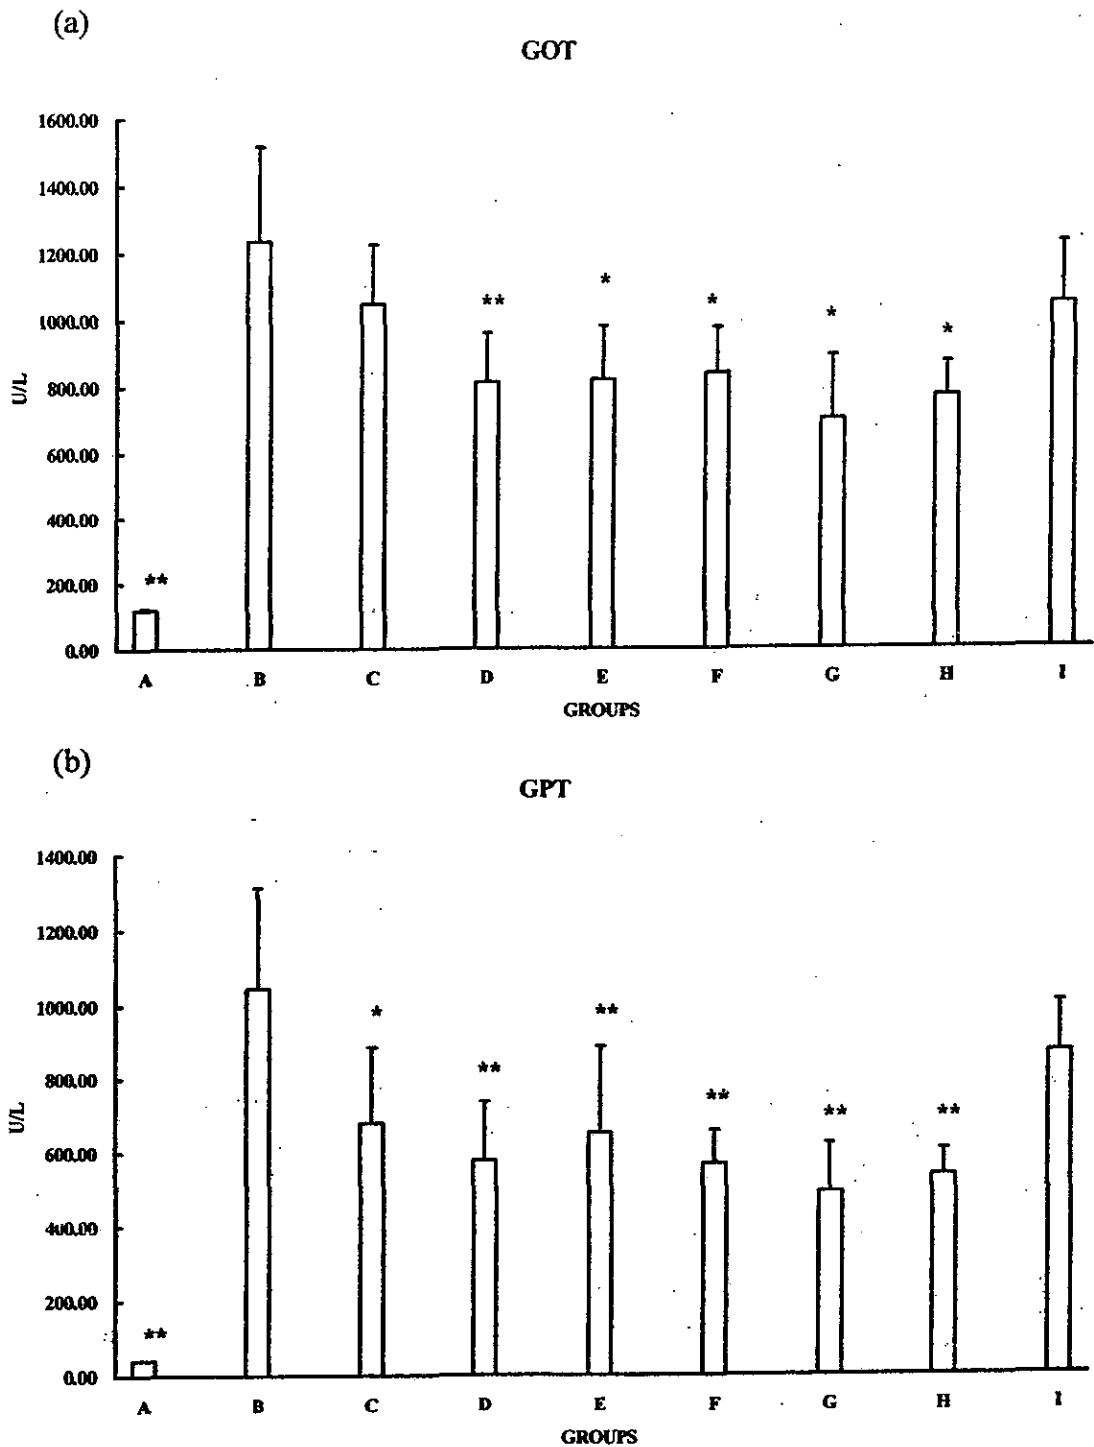 (a)
GOT
1600.00
1400.00
1200.00
1000.00
800.00
600.00
400.00
200.00
0.00
U/L
** ** * * * *
A B C D E F G H I
GROUPS
(b)
GPT
1400.00
1200.00
1000.00
800.00
600.00
400.00
200.00
0.00
U/L
** * ** ** ** ** **
A B C D E F G H I
GROUPS